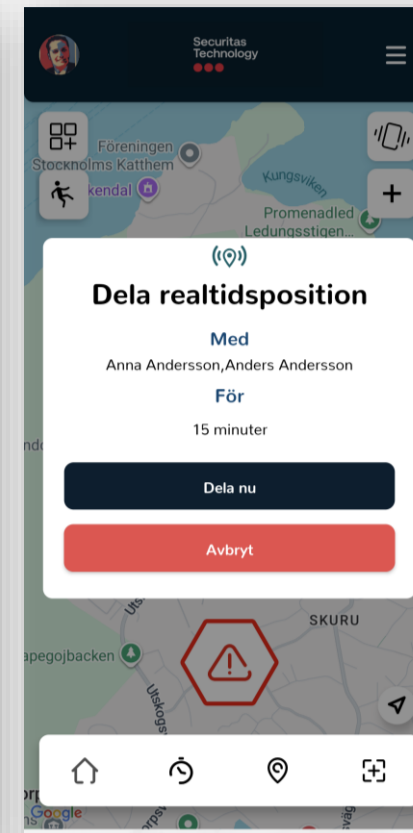 Securitas
Technology
Föreningen
Stockholms Katthem
kendal
Kungsviken
Promenadled
Ledungsstigen...
Dela realtidsposition
Med
Anna Andersson,Anders Andersson
För
15 minuter
Dela nu
Avbryt
SKURU
Utskogs
Google